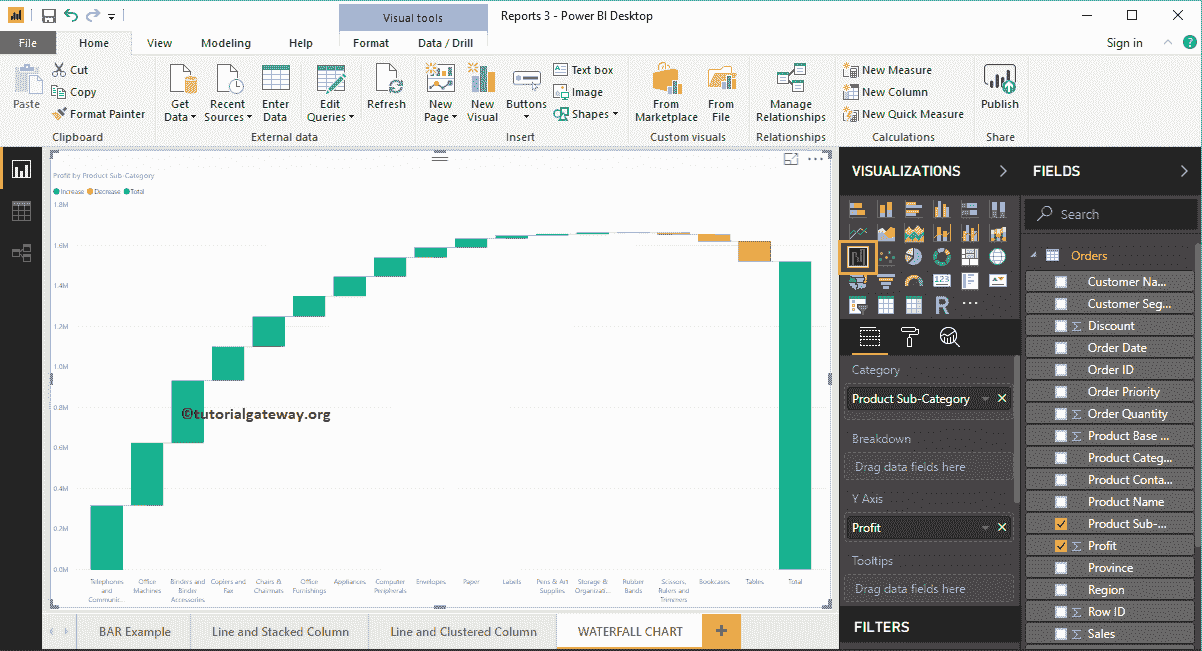 Visual tools
Reports 3 - Power BI Desktop
File
Home
View
Modeling
Help
Format
Data / Drill
Sign in
?
Paste
Cut
Copy
Format Painter
Clipboard
Get Data
Recent Sources
Enter Data
Edit Queries
External data
Refresh
New Page
New Visual
Buttons
Text box
Image
Shapes
Insert
From Marketplace
From File
Custom visuals
Manage Relationships
Relationships
New Measure
New Column
New Quick Measure
Calculations
Publish
Share
Profit by Product Sub-Category
Increase Decrease Total
1.8M
1.6M
1.4M
1.2M
1.0M
0.8M
0.6M
0.4M
0.2M
0.0M
©tutorialgateway.org
Telephones and Communic...
Office Machines
Binders and Binder Accessories
Copiers and Fax
Chairs & Chairmats
Office Furnishings
Appliances
Computer Peripherals
Envelopes
Paper
Labels
Pens & Art Supplies
Storage & Organizati...
Rubber Bands
Scissors, Rulers and Trimmers
Bookcases
Tables
Total
BAR Example
Line and Stacked Column
Line and Clustered Column
WATERFALL CHART
+
VISUALIZATIONS
123
R
...
Category
Product Sub-Category
Breakdown
Drag data fields here
Y Axis
Profit
Tooltips
Drag data fields here
FILTERS
FIELDS
Search
Orders
Customer Na...
Customer Seg...
Σ Discount
Order Date
Order ID
Order Priority
Σ Order Quantity
Σ Product Base ...
Product Categ...
Product Conta...
Product Name
Product Sub-...
Σ Profit
Province
Region
Σ Row ID
Σ Sales